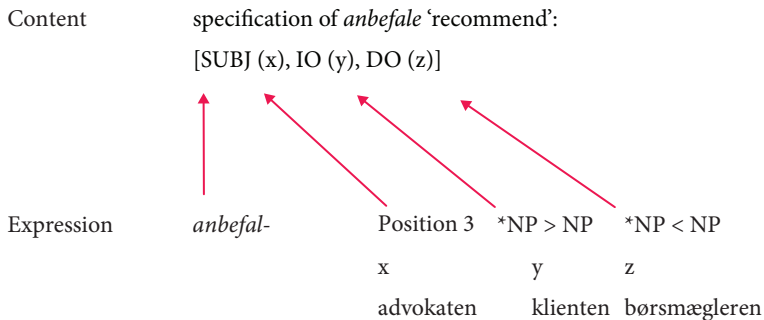 Content specification of anbefale ‘recommend’:
[SUBJ (x), IO (y), DO (z)]
Expression anbefal- Position 3 *NP > NP *NP < NP
x y z
advokaten klienten børsmægleren